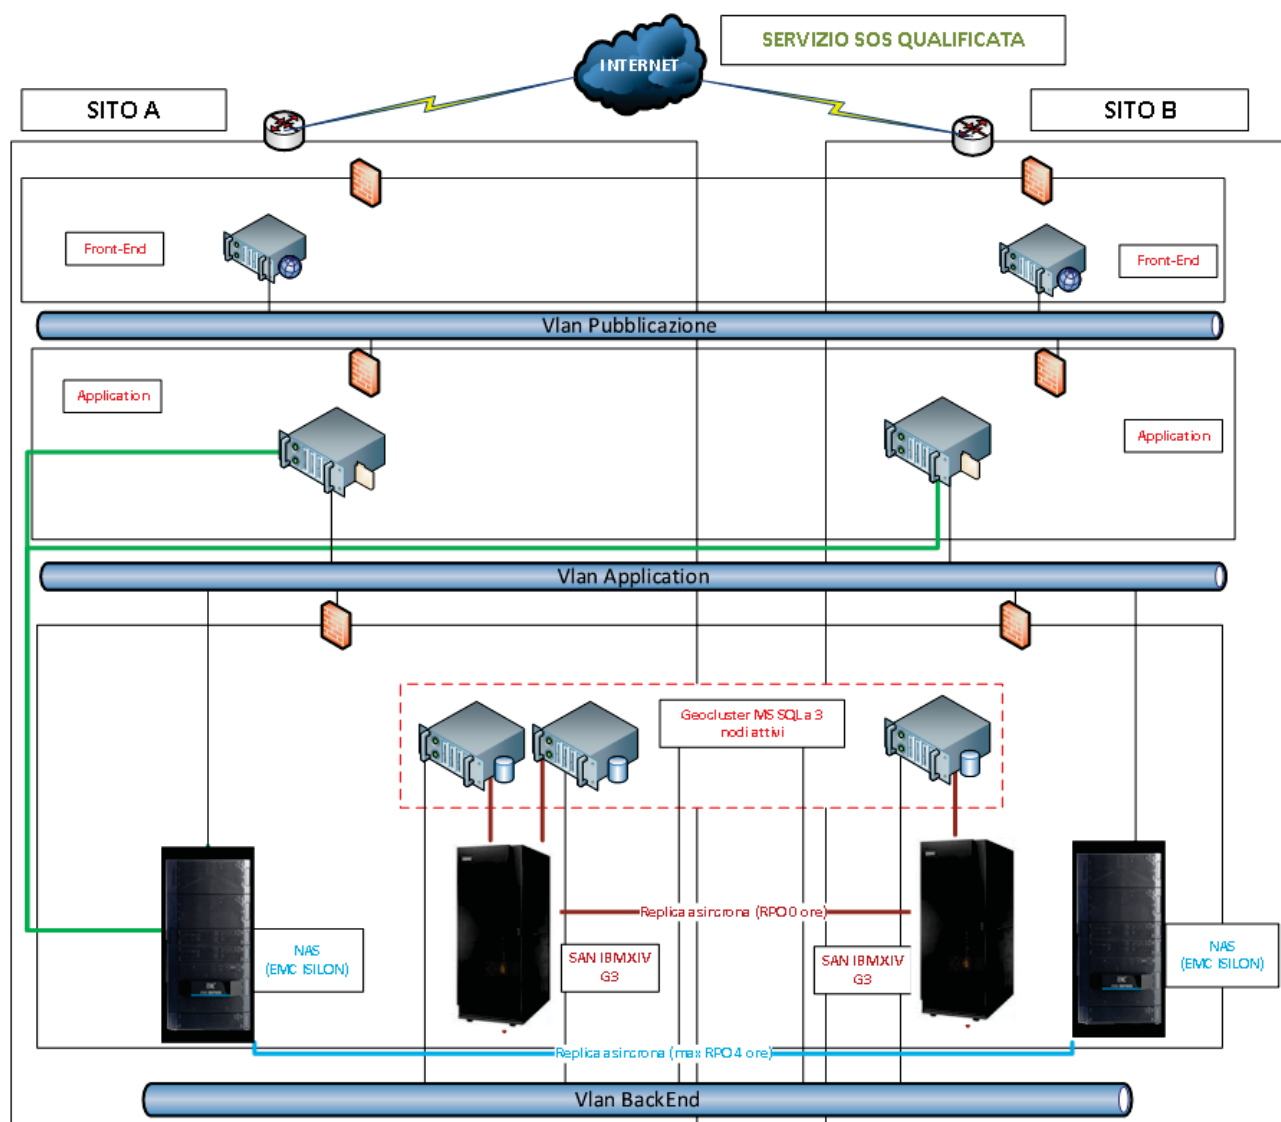 SERVIZIO SOS QUALIFICATA
INTERNET
SITO A
SITO B
Front-End
Front-End
Vlan Pubblicazione
Application
Application
Vlan Application
Geocluster MS SQL a 3
nodi attivi
Replica asincrona (RPO 0 ore)
NAS
(EMC ISILON)
SAN IBM XIV
G3
SAN IBM XIV
G3
NAS
(EMC ISILON)
Replica asincrona (max RPO 4 ore)
Vlan BackEnd